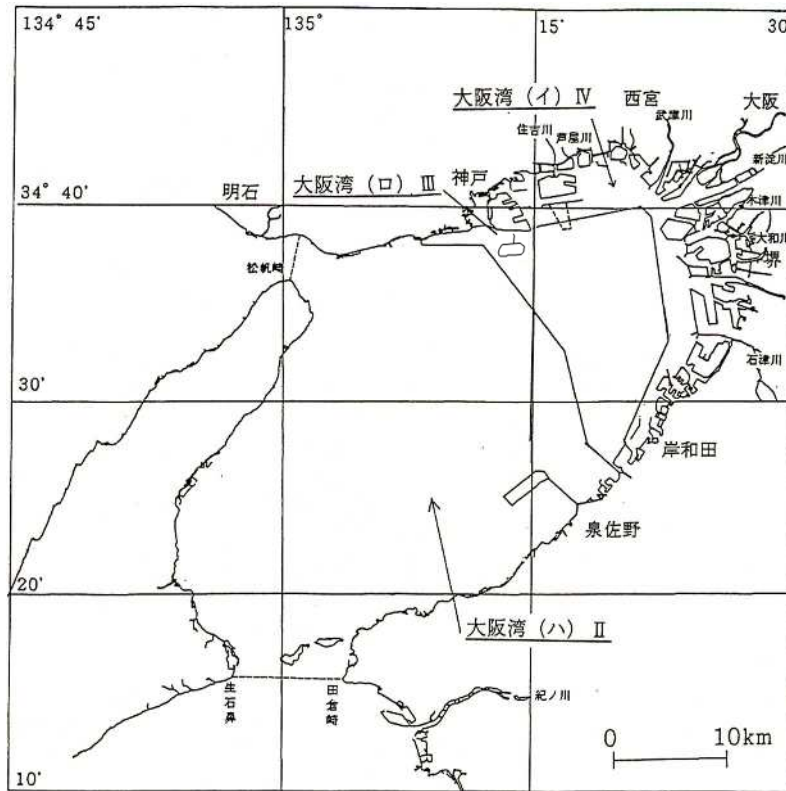 134° 45'
135°
15'
30'
大阪湾（イ）Ⅳ
西宮
大阪
武庫川
住吉川
芦屋川
新淀川
大阪湾（ロ）Ⅲ
神戸
明石
34° 40'
木津川
大和川
堺
松帆崎
石津川
30'
岸和田
泉佐野
20'
大阪湾（ハ）Ⅱ
生石鼻
田倉崎
紀ノ川
0
10km
10'